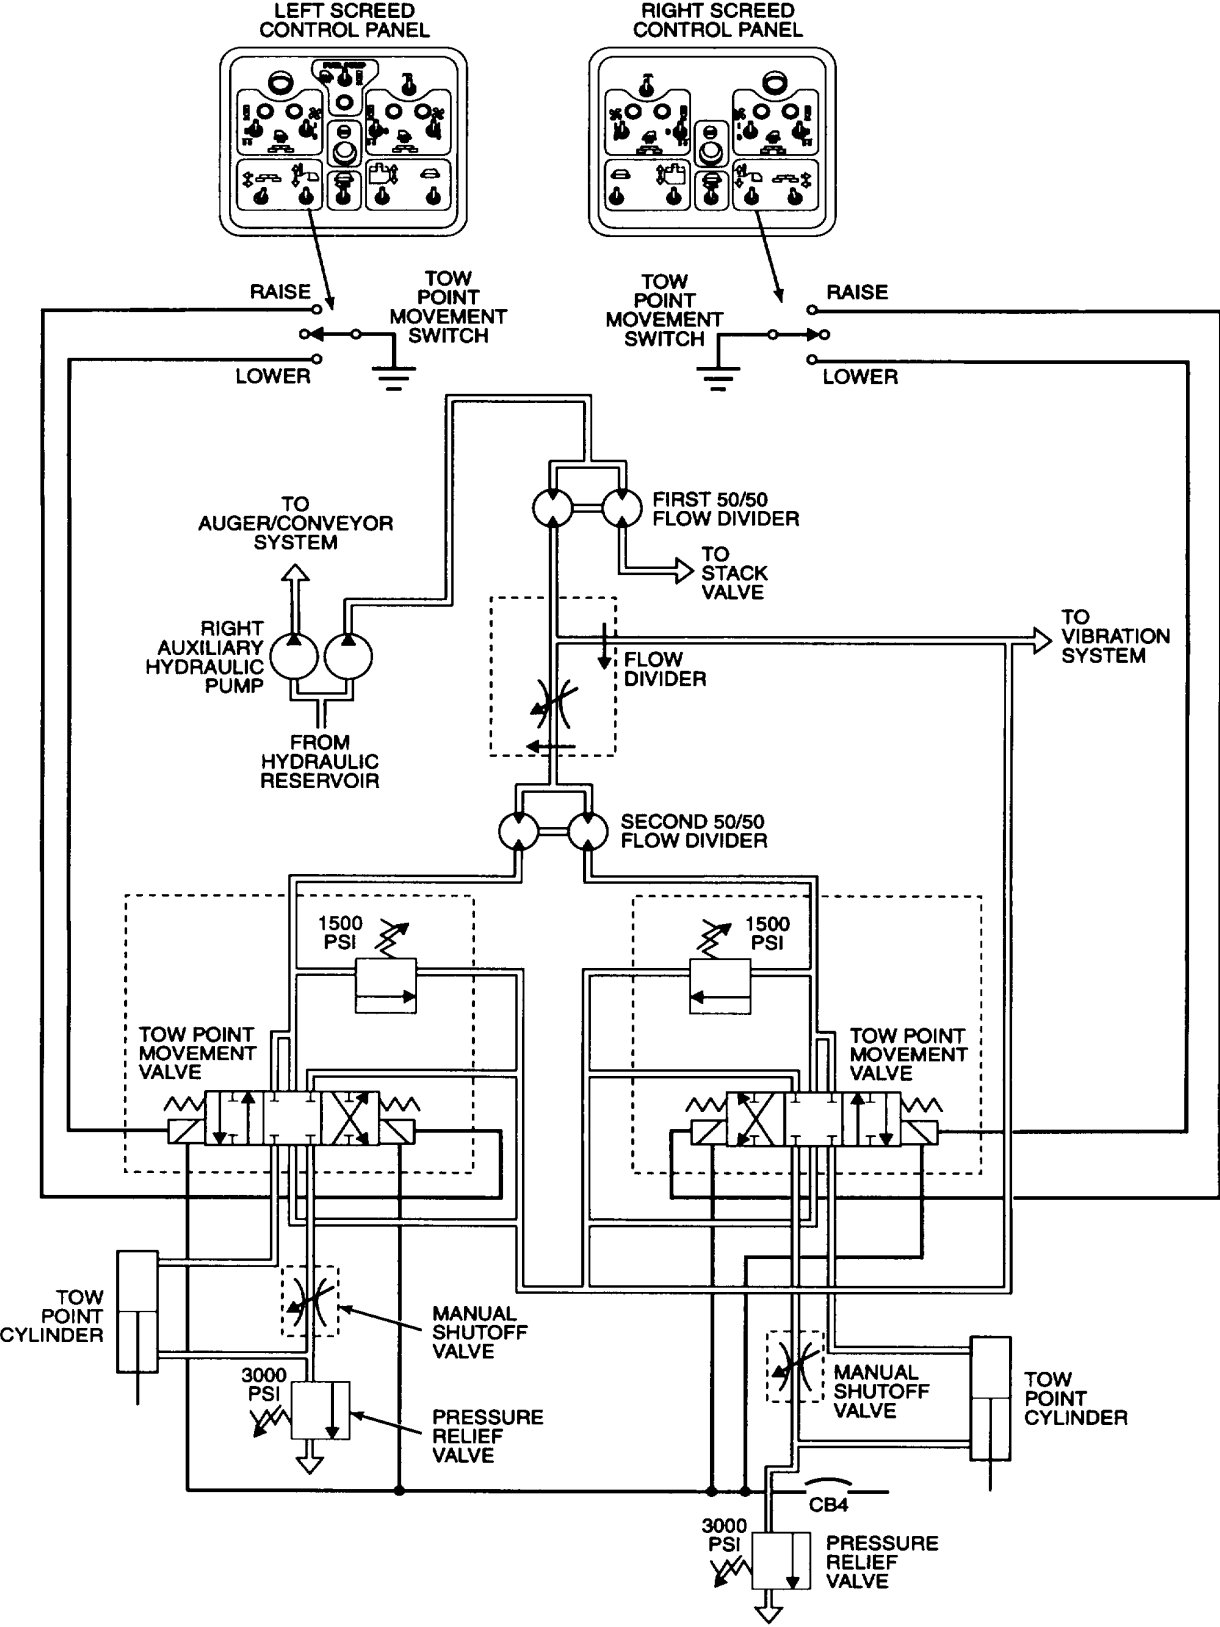 LEFT SCREED
CONTROL PANEL
RIGHT SCREED
CONTROL PANEL
RAISE
TOW
POINT
MOVEMENT
SWITCH
LOWER
TOW
POINT
MOVEMENT
SWITCH
RAISE
LOWER
FIRST 50/50
FLOW DIVIDER
TO
AUGER/CONVEYOR
SYSTEM
TO
STACK
VALVE
RIGHT
AUXILIARY
HYDRAULIC
PUMP
FLOW
DIVIDER
TO
VIBRATION
SYSTEM
FROM
HYDRAULIC
RESERVOIR
SECOND 50/50
FLOW DIVIDER
1500
PSI
1500
PSI
TOW POINT
MOVEMENT
VALVE
TOW POINT
MOVEMENT
VALVE
TOW
POINT
CYLINDER
MANUAL
SHUTOFF
VALVE
3000
PSI
PRESSURE
RELIEF
VALVE
MANUAL
SHUTOFF
VALVE
TOW
POINT
CYLINDER
CB4
3000
PSI
PRESSURE
RELIEF
VALVE